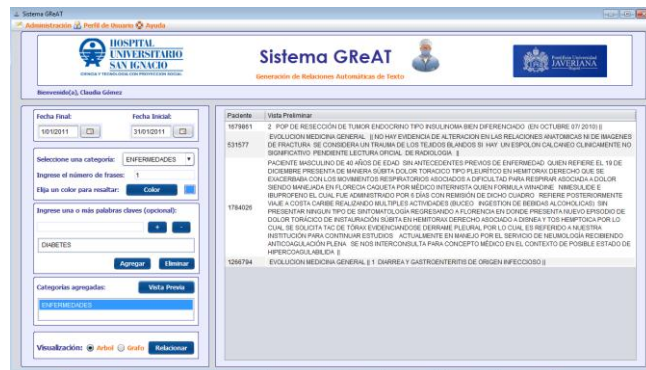 Sistema GReAT
Administración Perfil de Usuario Ayuda
HOSPITAL
UNIVERSITARIO
SAN IGNACIO
CIENCIA Y TECNOLOGIA CON PROYECCION SOCIAL
Sistema GReAT
Generación de Relaciones Automáticas de Texto
Pontificia Universidad
JAVERIANA
Bogotá
Bienvenido(a), Claudia Gómez
Fecha Final: Fecha Inicial:
1/01/2011 31/01/2011
Seleccione una categoría: ENFERMEDADES
Ingrese el número de frases: 1
Elija un color para resaltar: Color
Ingrese una o más palabras claves (opcional):
+ -
DIABETES
Agregar Eliminar
Categorías agregadas: Vista Previa
ENFERMEDADES
Visualización: Arbol Grafo Relacionar
Paciente Vista Preliminar
1679861 2 POP DE RESECCIÓN DE TUMOR ENDOCRINO TIPO INSULINOMA BIEN DIFERENCIADO (EN OCTUBRE 07/ 2010) ||
EVOLUCION MEDICINA GENERAL || NO HAY EVIDENCIA DE ALTERACION EN LAS RELACIONES ANATOMICAS NI DE IMAGENES
531577 DE FRACTURA SE CONSIDERA UN TRAUMA DE LOS TEJIDOS BLANDOS SI HAY UN ESPOLON CALCANEO CLINICAMENTE NO
SIGNIFICATIVO PENDIENTE LECTURA OFICIAL DE RADIOLOGIA ||
PACIENTE MASCULINO DE 40 AÑOS DE EDAD SIN ANTECEDENTES PREVIOS DE ENFERMEDAD QUIEN REFIERE EL 19 DE
DICIEMBRE PRESENTA DE MANERA SÚBITA DOLOR TORACICO TIPO PLEURÍTICO EN HEMITORAX DERECHO QUE SE
EXACERBABA CON LOS MOVIMIENTOS RESPIRATORIOS ASOCIADOS A DIFICULTAD PARA RESPIRAR ASOCIADA A DOLOR
SIENDO MANEJADA EN FLORECIA CAQUETA POR MÉDICO INTERNISTA QUIEN FORMULA WINADINE NIMESULIDE E
IBUPROFENO EL CUAL FUE ADMINISTRADO POR 5 DÍAS CON REMISIÓN DE DICHO CUADRO REFIERE POSTERIORMENTE
1784026 VIAJE A COSTA CARIBE REALIZANDO MULTIPLES ACTIVIDADES (BUCEO INGESTION DE BEBIDAS ALCOHOLICAS) SIN
PRESENTAR NINGUN TIPO DE SINTOMATOLOGÍA REGRESANDO A FLORENCIA EN DONDE PRESENTA NUEVO EPISODIO DE
DOLOR TORÁCICO DE INSTAURACIÓN SÚBITA EN HEMITORAX DERECHO ASOCIADO A DISNEA Y TOS HEMPTOICA POR LO
CUAL SE SOLICITA TAC DE TÓRAX EVIDENCIANDOSE DERRAME PLEURAL POR LO CUAL ES REFERIDO A NUESTRA
INSTITUCIÓN PARA CONTINUAR ESTUDIOS ACTUALMENTE EN MANEJO POR EL SERVICIO DE NEUMOLOGÍA RECIBIENDO
ANTICOAGULACIÓN PLENA SE NOS INTERCONSULTA PARA CONCEPTO MÉDICO EN EL CONTEXTO DE POSIBLE ESTADO DE
HIPERCOAGULABILIDA ||
1266794 EVOLUCION MEDICINA GENERAL || 1 DIARREA Y GASTROENTERITIS DE ORIGEN INFECCIOSO ||